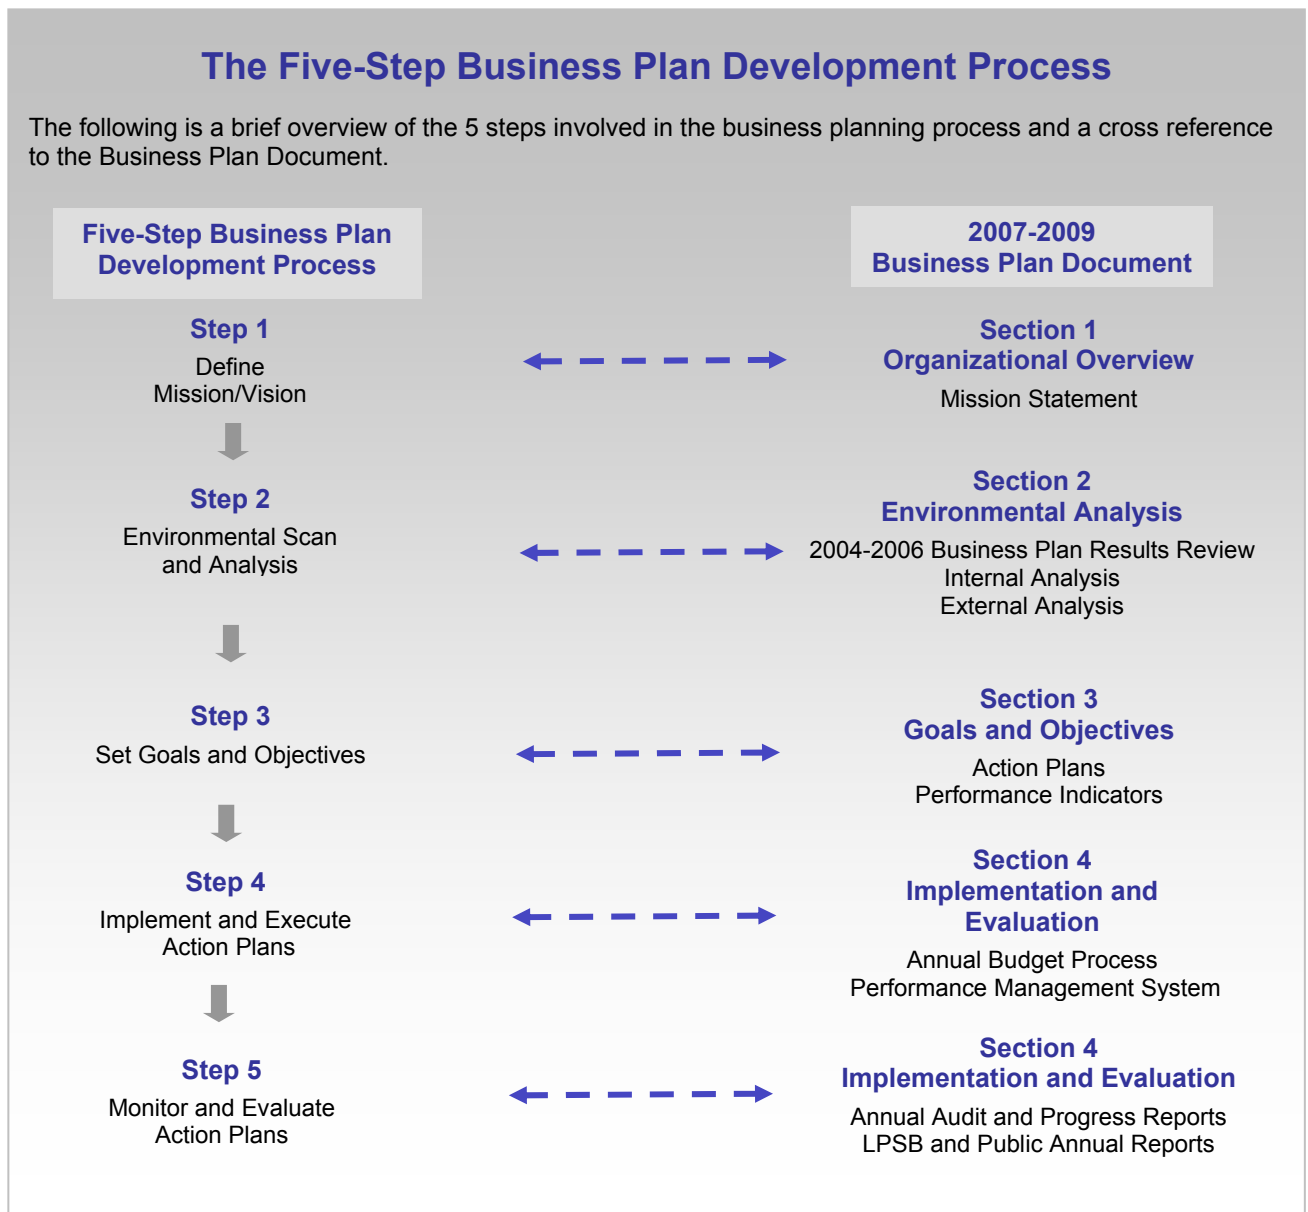 The Five-Step Business Plan Development Process
The following is a brief overview of the 5 steps involved in the business planning process and a cross reference
to the Business Plan Document.
Five-Step Business Plan
Development Process
2007-2009
Business Plan Document
Step 1
Define
Mission/Vision
Section 1
Organizational Overview
Mission Statement
Step 2
Environmental Scan
and Analysis
Section 2
Environmental Analysis
2004-2006 Business Plan Results Review
Internal Analysis
External Analysis
Step 3
Set Goals and Objectives
Section 3
Goals and Objectives
Action Plans
Performance Indicators
Step 4
Implement and Execute
Action Plans
Section 4
Implementation and
Evaluation
Annual Budget Process
Performance Management System
Step 5
Monitor and Evaluate
Action Plans
Section 4
Implementation and Evaluation
Annual Audit and Progress Reports
LPSB and Public Annual Reports